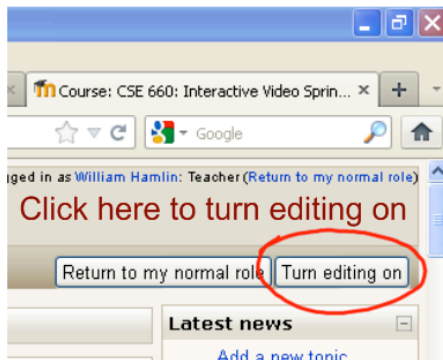 Course: CSE 660: Interactive Video Sprin...
Google
gged in as William Hamlin: Teacher (Return to my normal role)
Click here to turn editing on
Return to my normal role
Turn editing on
Latest news
Add a new topic